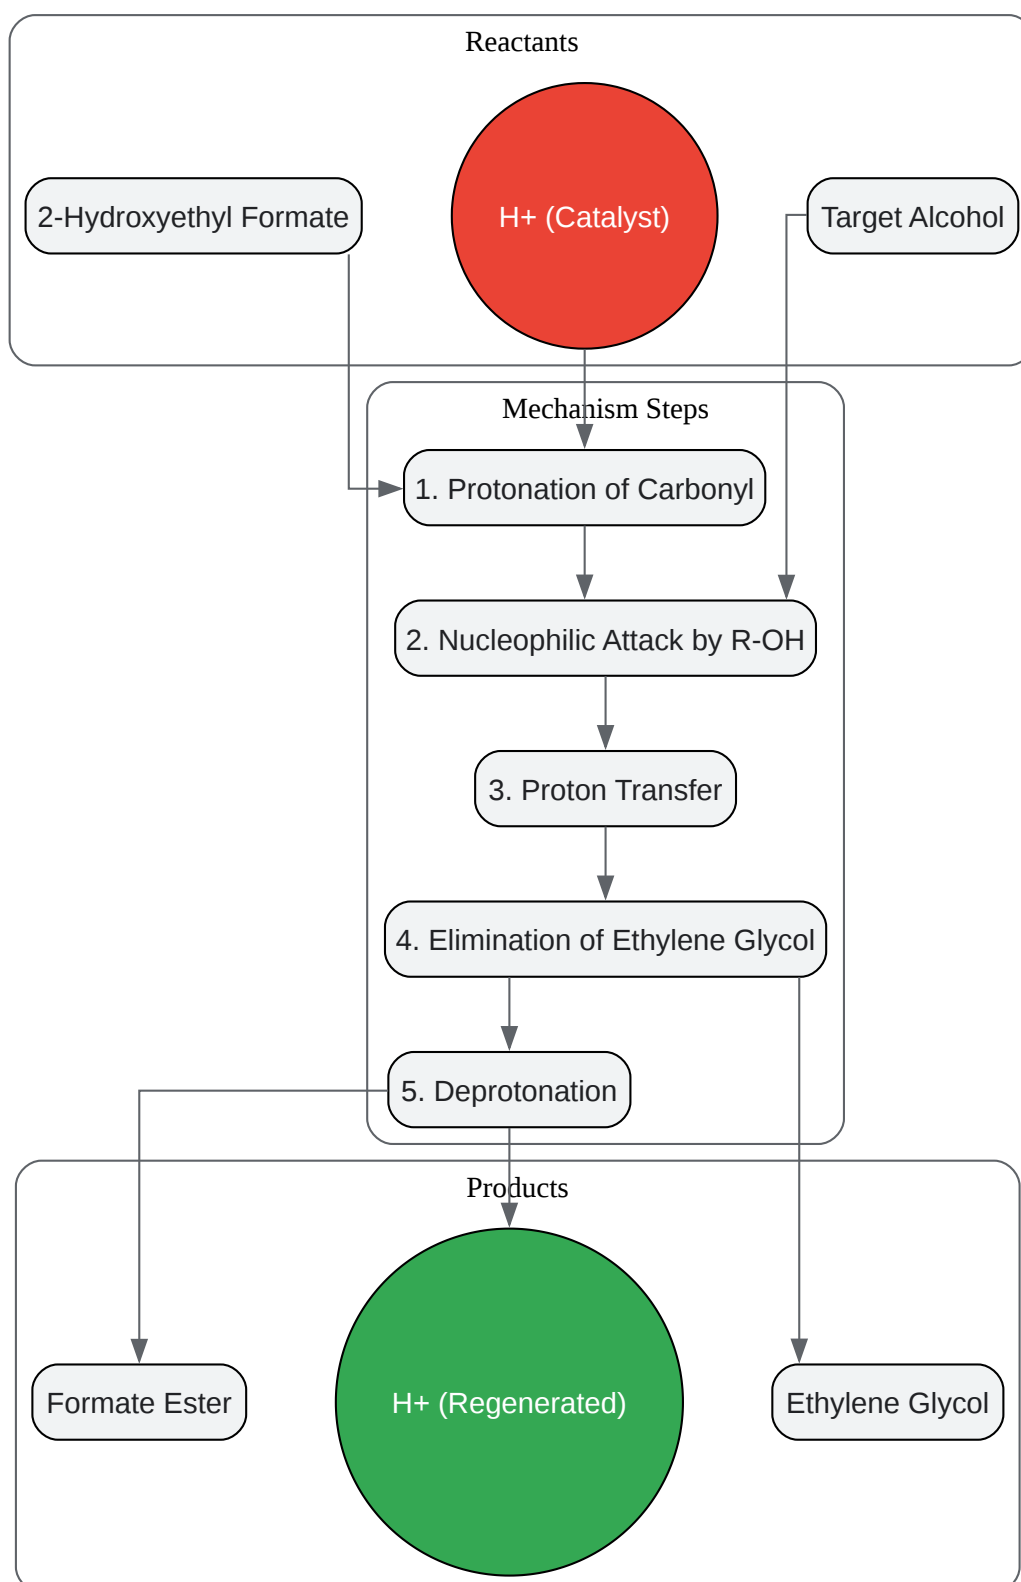 Reactants
2-Hydroxyethyl Formate
H+ (Catalyst)
Target Alcohol
Mechanism Steps
1. Protonation of Carbonyl
2. Nucleophilic Attack by R-OH
3. Proton Transfer
4. Elimination of Ethylene Glycol
5. Deprotonation
Products
Formate Ester
H+ (Regenerated)
Ethylene Glycol